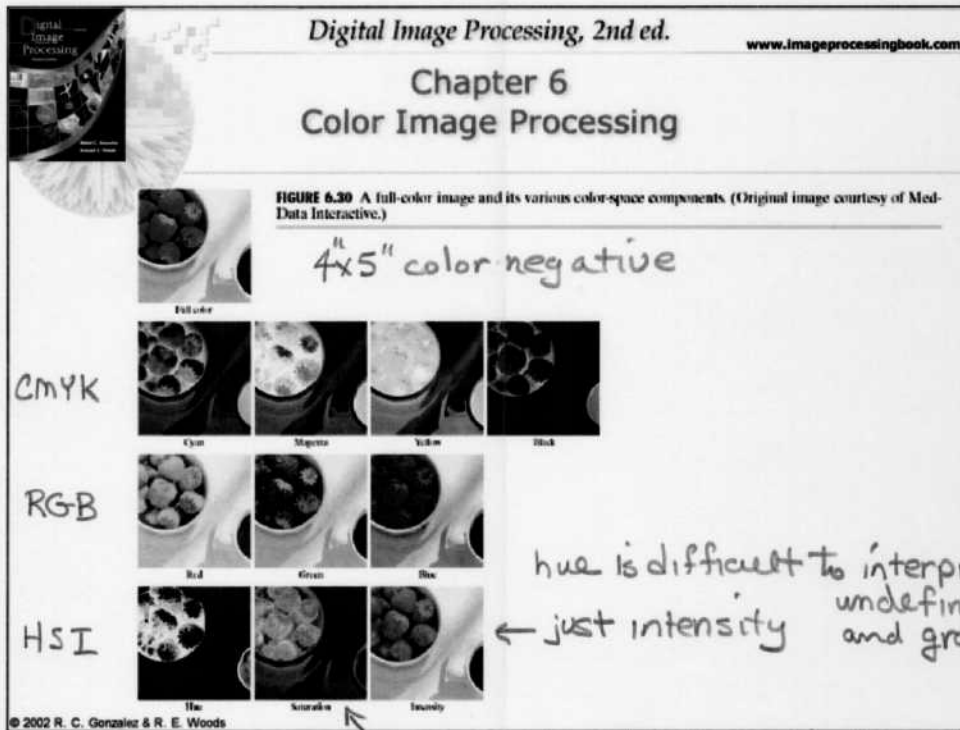 Digital
Image
Processing
Digital Image Processing, 2nd ed.
www.imageprocessingbook.com
Chapter 6
Color Image Processing
FIGURE 6.30 A full-color image and its various color-space components. (Original image courtesy of Med-
Data Interactive.)
4"x5" color negative
Full color
CMYK
Cyan Magenta Yellow Black
RGB
Red Green Blue
hue is difficult to
HSI
← just intensity
and
Hue Saturation Intensity
© 2002 R. C. Gonzalez & R. E. Woods